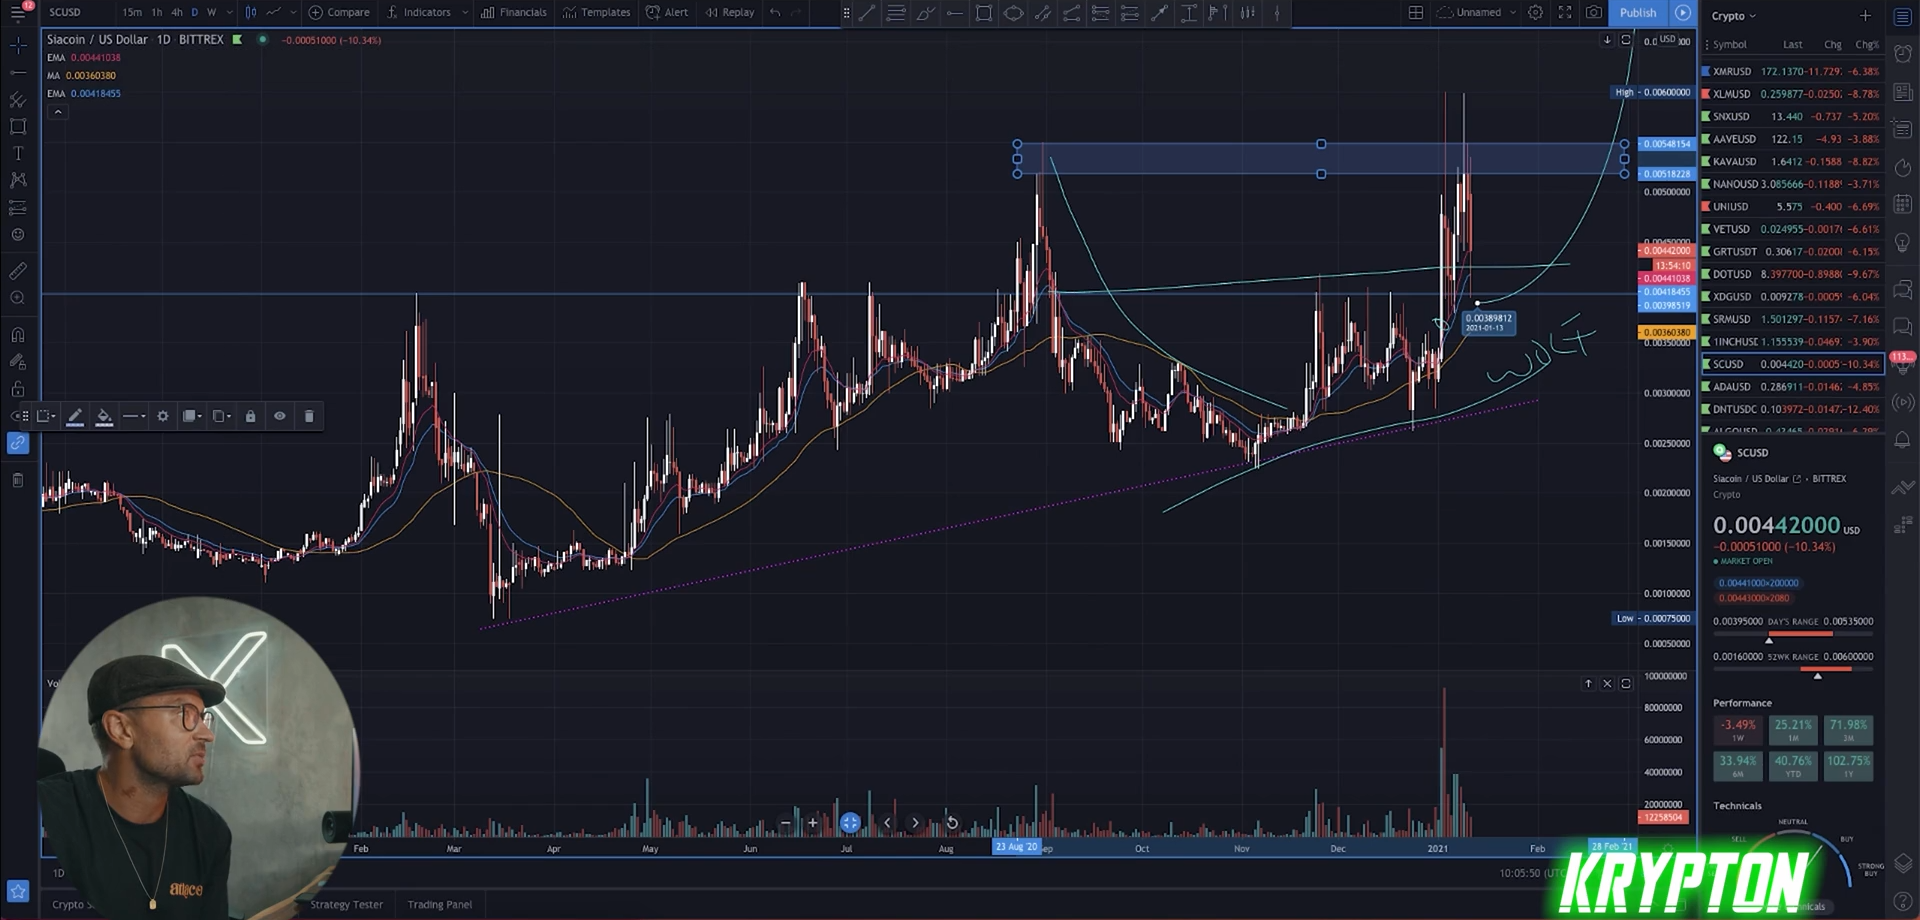 12
SCUSD 15m 1h 4h D W Compare Indicators Financials Templates Alert Replay Unnamed Publish
Siacoin / US Dollar · 1D · BITTREX -0.00051000 (-10.34%)
EMA 0.00441038
MA 0.00360380
EMA 0.00418455
USD
High - 0.00600000
0.00548154
0.00518228
0.00500000
0.00450000
0.00442000
13:54:10
0.00441038
0.00418455
0.00398519
0.00389812
2021-01-13
0.00360380
0.00350000
0.00300000
0.00250000
0.00200000
0.00150000
0.00100000
Low - 0.00075000
0.00050000
100000000
80000000
60000000
40000000
20000000
12258504
Feb Mar Apr May Jun Jul Aug 23 Aug '20 Sep Oct Nov Dec 2021 Feb 28 Feb '21
1D 10:05:50 (UTC
Crypto S Strategy Tester Trading Panel
Crypto
Symbol Last Chg Chg%
XMRUSD 172.1370 -11.729 -6.38%
XLMUSD 0.259877 -0.0250 -8.78%
SNXUSD 13.440 -0.737 -5.20%
AAVEUSD 122.15 -4.93 -3.88%
KAVAUSD 1.6412 -0.1588 -8.82%
NANOUSD 3.085666 -0.1188 -3.71%
UNIUSD 5.575 -0.400 -6.69%
VETUSD 0.024955 -0.0017 -6.61%
GRTUSDT 0.30617 -0.0200 -6.15%
DOTUSD 8.397700 -0.8988 -9.67%
XDGUSD 0.009278 -0.0005 -6.04%
SRMUSD 1.501297 -0.1157 -7.16%
1INCHUSD 1.155539 -0.0469 -3.90%
SCUSD 0.004420 -0.0005 -10.34%
ADAUSD 0.286911 -0.0146 -4.85%
DNTUSDC 0.103972 -0.0147 -12.40%
113...
SCUSD
Siacoin / US Dollar · BITTREX
Crypto
0.00442000 USD
-0.00051000 (-10.34%)
MARKET OPEN
0.00441000×200000
0.00443000×2080
0.00395000 DAY'S RANGE 0.00535000
0.00160000 52WK RANGE 0.00600000
Performance
-3.49% 25.21% 71.98%
1W 1M 3M
33.94% 40.76% 102.75%
6M YTD 1Y
Technicals
NEUTRAL
SELL BUY
STRONG BUY
KRYPTON